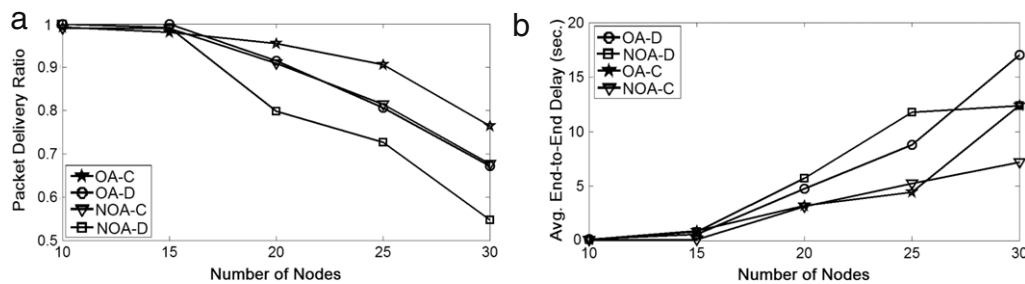 a
Packet Delivery Ratio
1
0.9
0.8
0.7
0.6
0.5
OA-C
OA-D
NOA-C
NOA-D
10 15 20 25 30
Number of Nodes
b
Avg. End-to-End Delay (sec.)
20
15
10
5
0
OA-D
NOA-D
OA-C
NOA-C
10 15 20 25 30
Number of Nodes